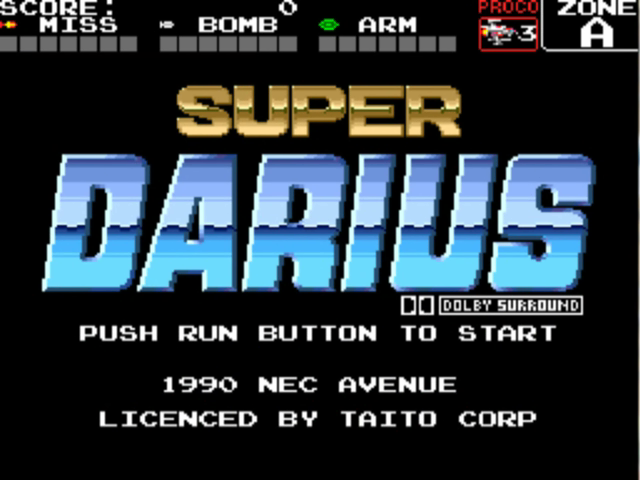 SCORE: 0
MISS BOMB ARM
PROCO
3
ZONE
A
SUPER
DARIUS
DOLBY SURROUND
PUSH RUN BUTTON TO START
1990 NEC AVENUE
LICENCED BY TAITO CORP